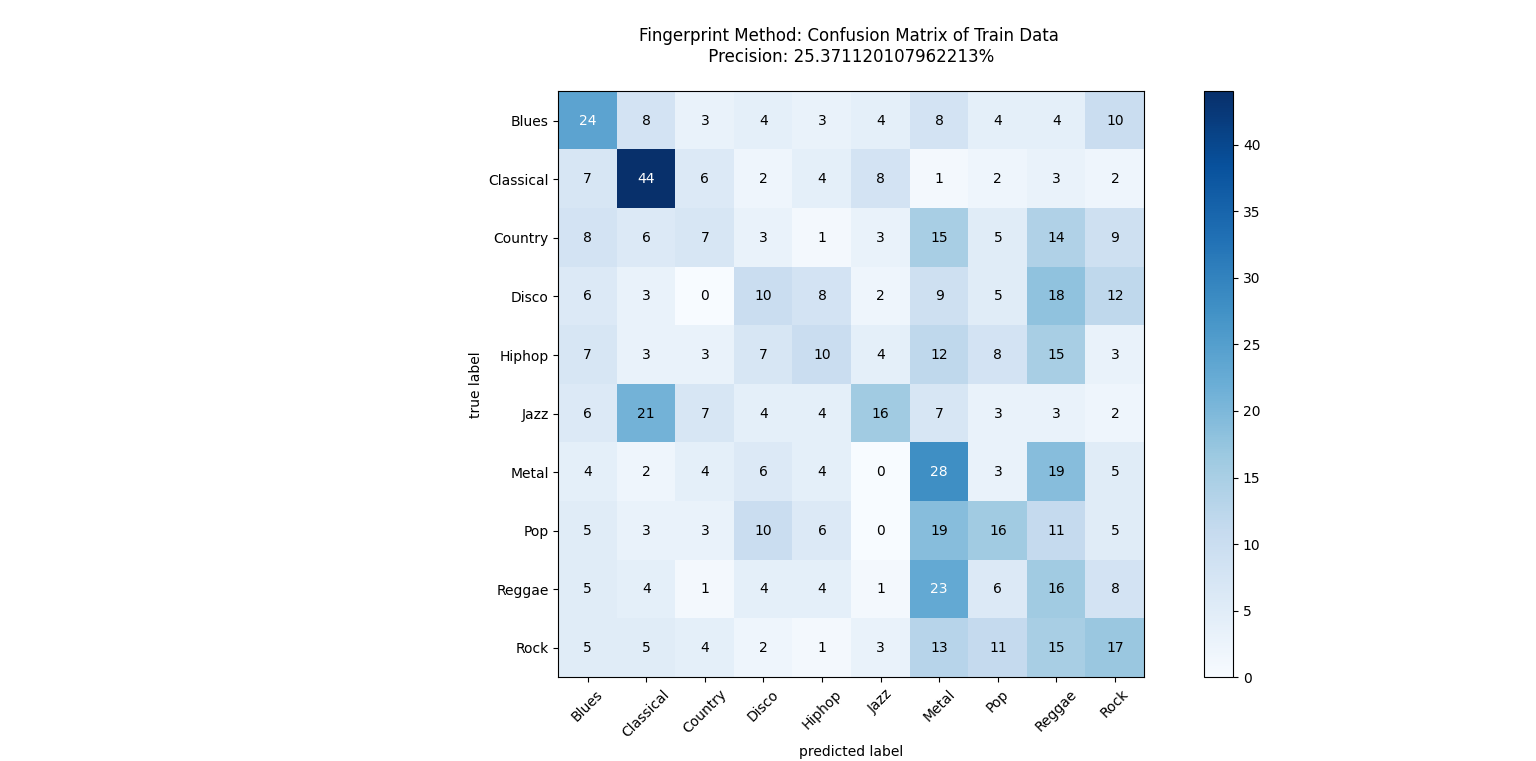 Fingerprint Method: Confusion Matrix of Train Data
Precision: 25.371120107962213%
Blues 24 8 3 4 3 4 8 4 4 10
Classical 7 44 6 2 4 8 1 2 3 2
Country 8 6 7 3 1 3 15 5 14 9
Disco 6 3 0 10 8 2 9 5 18 12
Hiphop 7 3 3 7 10 4 12 8 15 3
Jazz 6 21 7 4 4 16 7 3 3 2
Metal 4 2 4 6 4 0 28 3 19 5
Pop 5 3 3 10 6 0 19 16 11 5
Reggae 5 4 1 4 4 1 23 6 16 8
Rock 5 5 4 2 1 3 13 11 15 17
Blues Classical Country Disco Hiphop Jazz Metal Pop Reggae Rock
predicted label
true label
40
35
30
25
20
15
10
5
0